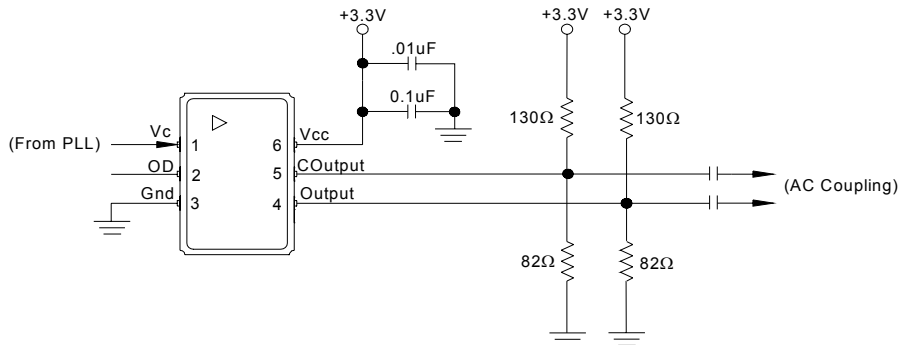 +3.3V
+3.3V
+3.3V
.01uF
0.1uF
130Ω
130Ω
(From PLL)
Vc
1
6
Vcc
OD
2
5
COutput
Gnd
3
4
Output
(AC Coupling)
82Ω
82Ω